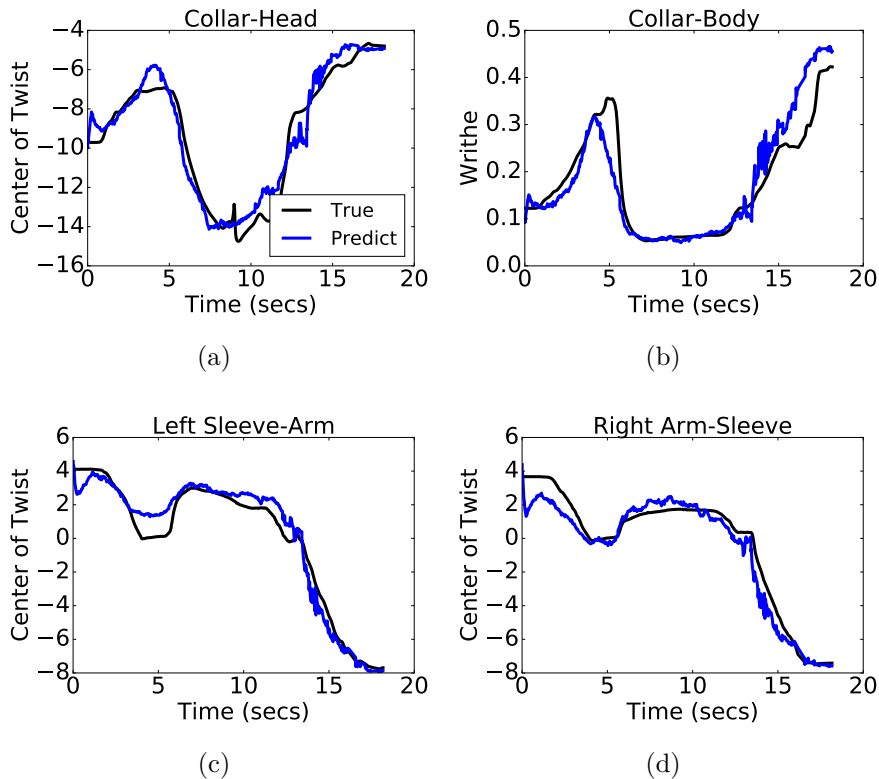 Collar-Head
Center of Twist
−4
−6
−8
−10
−12
−14
−16
0
5
10
15
20
Time (secs)
True
Predict
(a)
Collar-Body
Writhe
0.5
0.4
0.3
0.2
0.1
0.0
0
5
10
15
20
Time (secs)
(b)
Left Sleeve-Arm
Center of Twist
6
4
2
0
−2
−4
−6
−8
0
5
10
15
20
Time (secs)
(c)
Right Arm-Sleeve
Center of Twist
6
4
2
0
−2
−4
−6
−8
0
5
10
15
20
Time (secs)
(d)